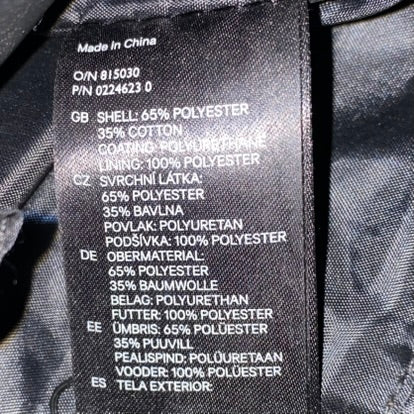 Made In China
O/N 815030
P/N 0224623 0
GB SHELL: 65% POLYESTER
35% COTTON
COATING: POLYURETHANE
LINING: 100% POLYESTER
CZ SVRCHNÍ LÁTKA:
65% POLYESTER
35% BAVLNA
POVLAK: POLYURETAN
PODŠÍVKA: 100% POLYESTER
DE OBERMATERIAL:
65% POLYESTER
35% BAUMWOLLE
BELAG: POLYURETHAN
FUTTER: 100% POLYESTER
EE ÜMBRIS: 65% POLÜESTER
35% PUUVILL
PEALISPIND: POLÜURETAAN
VOODER: 100% POLÜESTER
ES TELA EXTERIOR: